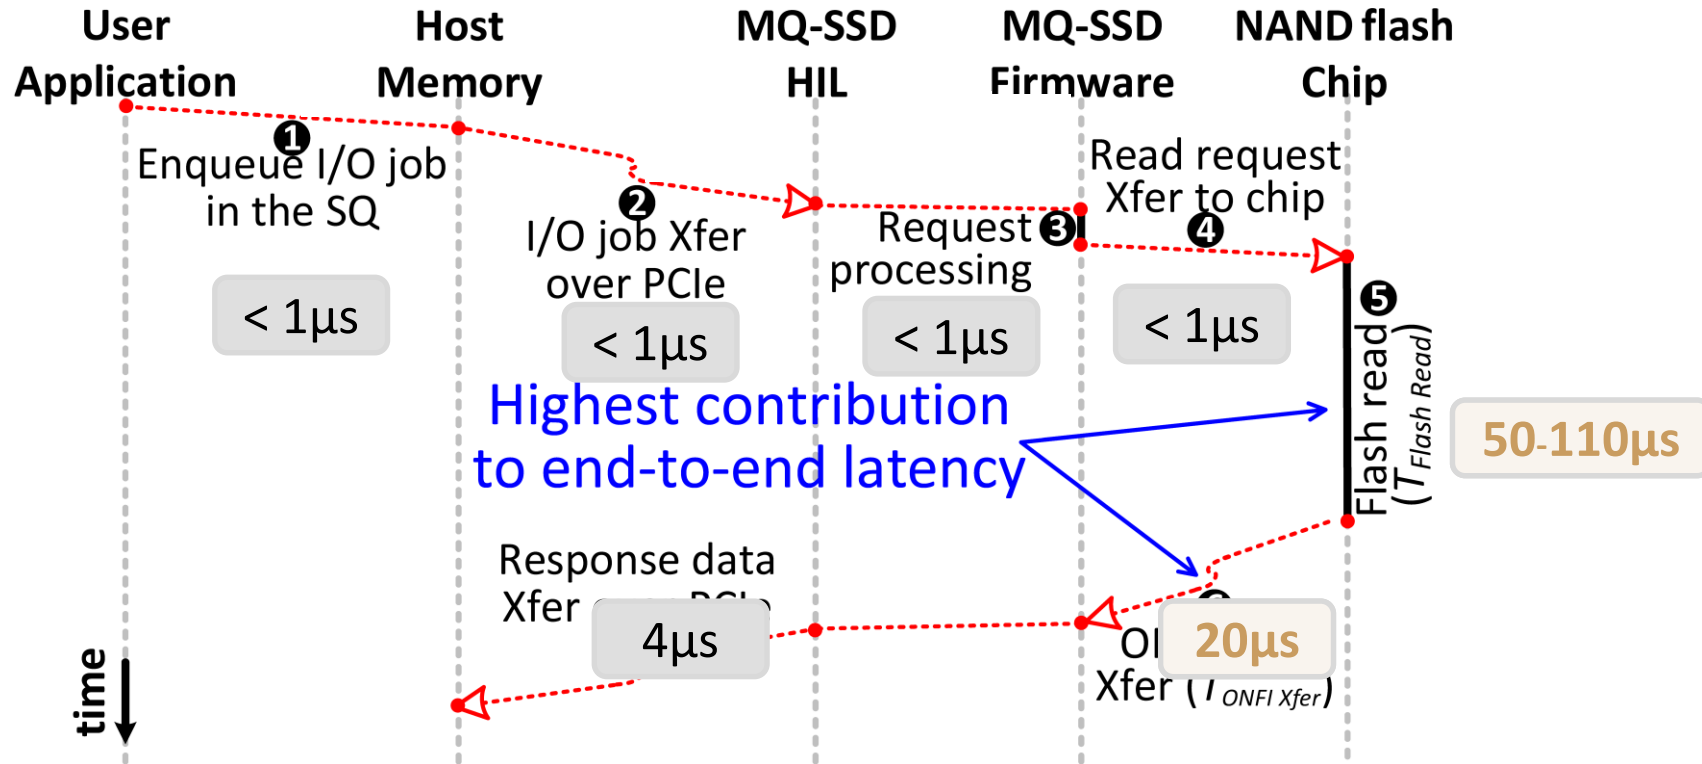 User Application
Host Memory
MQ-SSD HIL
MQ-SSD Firmware
NAND flash Chip
1
Enqueue I/O job
in the SQ
< 1µs
2
I/O job Xfer
over PCIe
< 1µs
Request
processing
3
< 1µs
Read request
Xfer to chip
4
< 1µs
5
Flash read
(T Flash Read)
50-110µs
Highest contribution
to end-to-end latency
Response data
Xfer
4µs
20µs
Xfer (T ONFI Xfer)
time